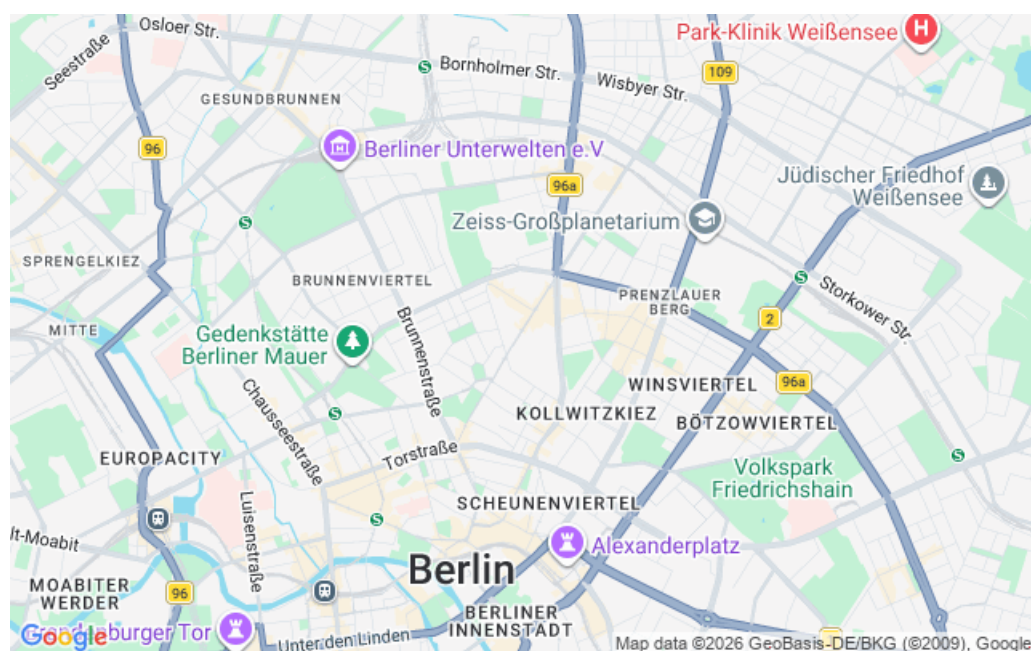 Osloer Str.
Park-Klinik Weißensee
H
Seestraße
S
Bornholmer Str.
109
Wisbyer Str.
GESUNDBRUNNEN
96
Berliner Unterwelten e.V
96a
Jüdischer Friedhof
Weißensee
Zeiss-Großplanetarium
S
SPRENGELKIEZ
BRUNNENVIERTEL
S
PRENZLAUER
BERG
Storkower Str.
MITTE
Gedenkstätte
Berliner Mauer
Brunnenstraße
2
Chausseestraße
WINSVIERTEL
96a
S
KOLLWITZKIEZ
BÖTZOWVIERTEL
EUROPACITY
Torstraße
S
Volkspark
Friedrichshain
Luisenstraße
SCHEUNENVIERTEL
S
lt-Moabit
Alexanderplatz
Berlin
MOABITER
WERDER
96
BERLINER
INNENSTADT
Brandenburger Tor
Google
Unter den Linden
Map data ©2026 GeoBasis-DE/BKG (©2009), Google